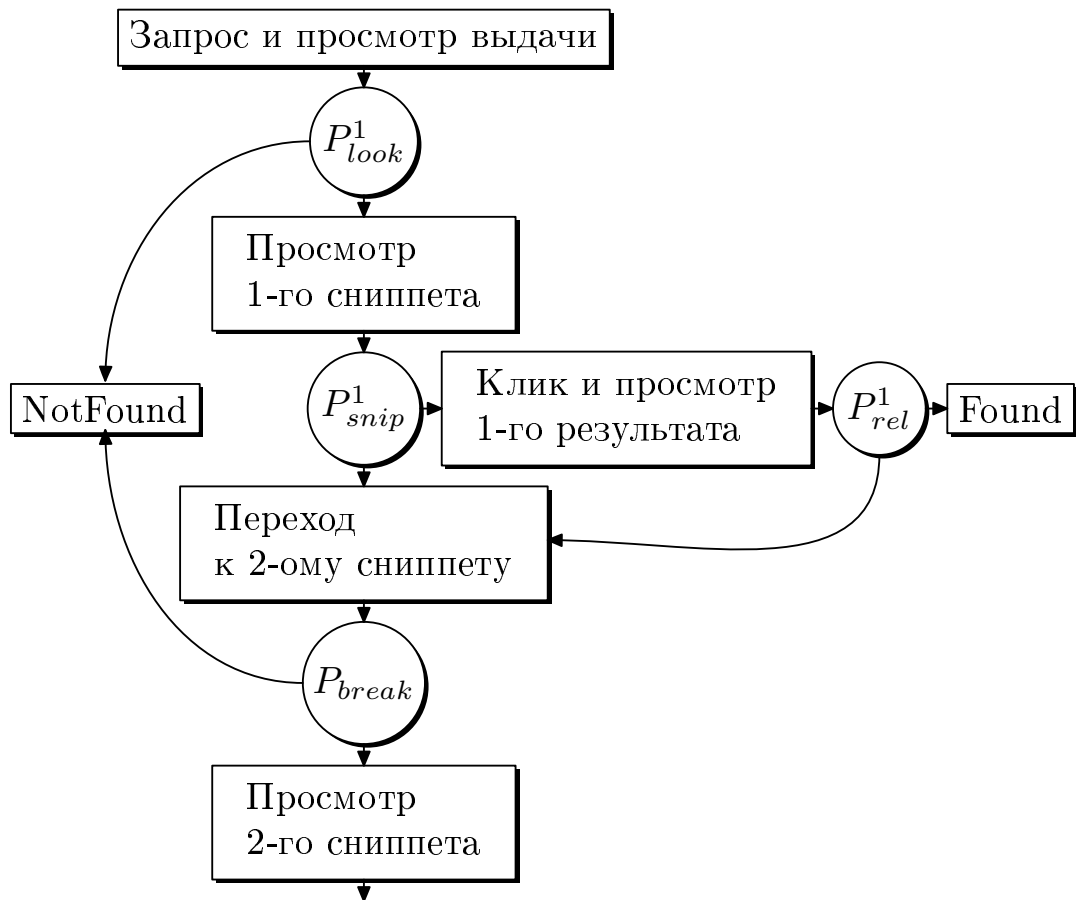 Запрос и просмотр выдачи
P^1_{look}
Просмотр
1-го сниппета
NotFound
P^1_{snip}
Клик и просмотр
1-го результата
P^1_{rel}
Found
Переход
к 2-ому сниппету
P_{break}
Просмотр
2-го сниппета